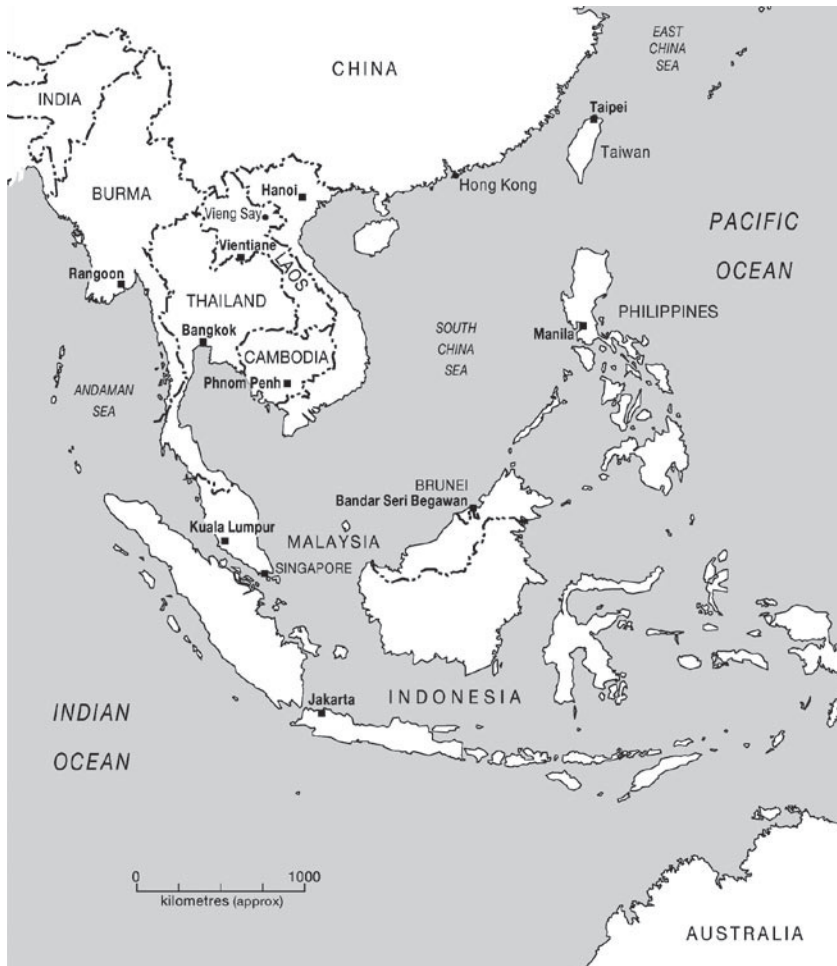 EAST
CHINA
SEA
CHINA
INDIA
Taipei
Taiwan
BURMA
Hanoi
Hong Kong
Vieng Say
PACIFIC
OCEAN
Vientiane
LAOS
Rangoon
THAILAND
PHILIPPINES
Manila
SOUTH
CHINA
SEA
Bangkok
CAMBODIA
Phnom Penh
ANDAMAN
SEA
BRUNEI
Bandar Seri Begawan
Kuala Lumpur
MALAYSIA
SINGAPORE
INDONESIA
Jakarta
INDIAN
OCEAN
0 1000
kilometres (approx)
AUSTRALIA